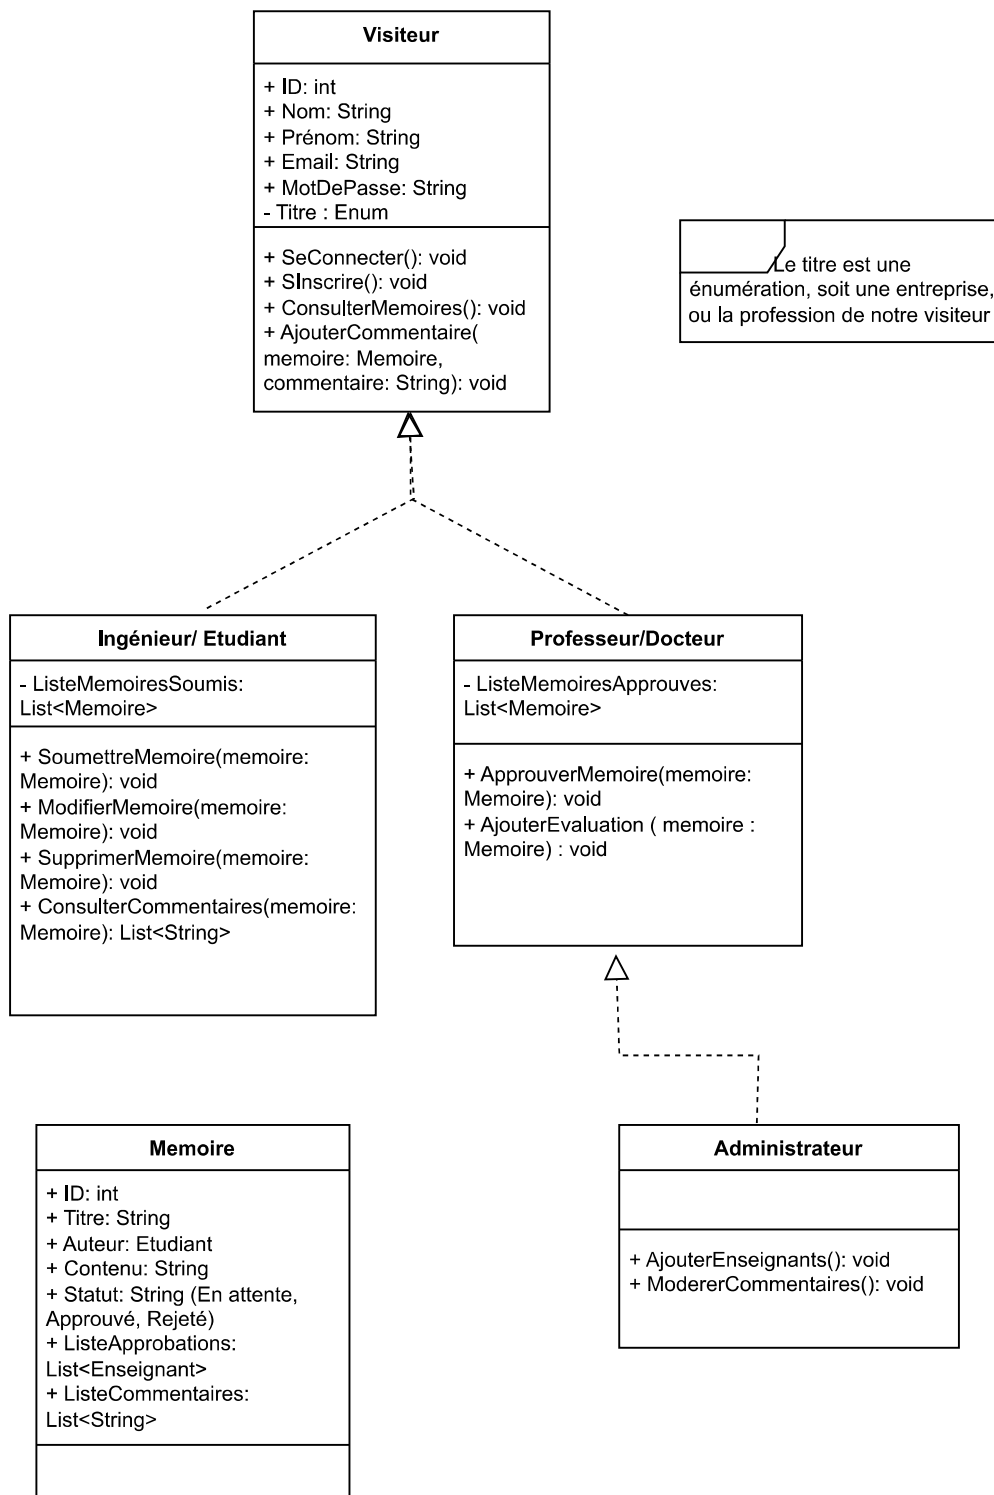 Visiteur
+ ID: int
+ Nom: String
+ Prénom: String
+ Email: String
+ MotDePasse: String
- Titre : Enum
+ SeConnecter(): void
+ SInscrire(): void
+ ConsulterMemoires(): void
+ AjouterCommentaire(
memoire: Memoire,
commentaire: String): void
Le titre est une
énumération, soit une entreprise,
ou la profession de notre visiteur
Ingénieur/ Etudiant
- ListeMemoiresSoumis:
List<Memoire>
+ SoumettreMemoire(memoire:
Memoire): void
+ ModifierMemoire(memoire:
Memoire): void
+ SupprimerMemoire(memoire:
Memoire): void
+ ConsulterCommentaires(memoire:
Memoire): List<String>
Professeur/Docteur
- ListeMemoiresApprouves:
List<Memoire>
+ ApprouverMemoire(memoire:
Memoire): void
+ AjouterEvaluation ( memoire :
Memoire) : void
Memoire
+ ID: int
+ Titre: String
+ Auteur: Etudiant
+ Contenu: String
+ Statut: String (En attente,
Approuvé, Rejeté)
+ ListeApprobations:
List<Enseignant>
+ ListeCommentaires:
List<String>
Administrateur
+ AjouterEnseignants(): void
+ ModererCommentaires(): void